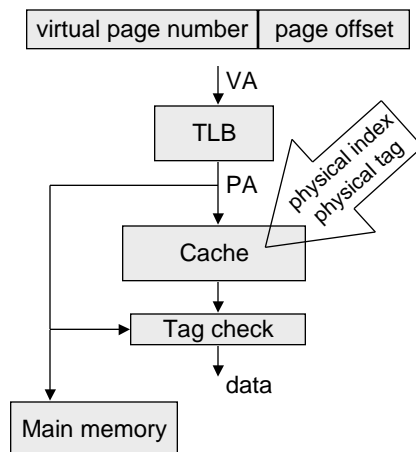 virtual page number page offset
VA
TLB
physical index
physical tag
PA
Cache
Tag check
data
Main memory